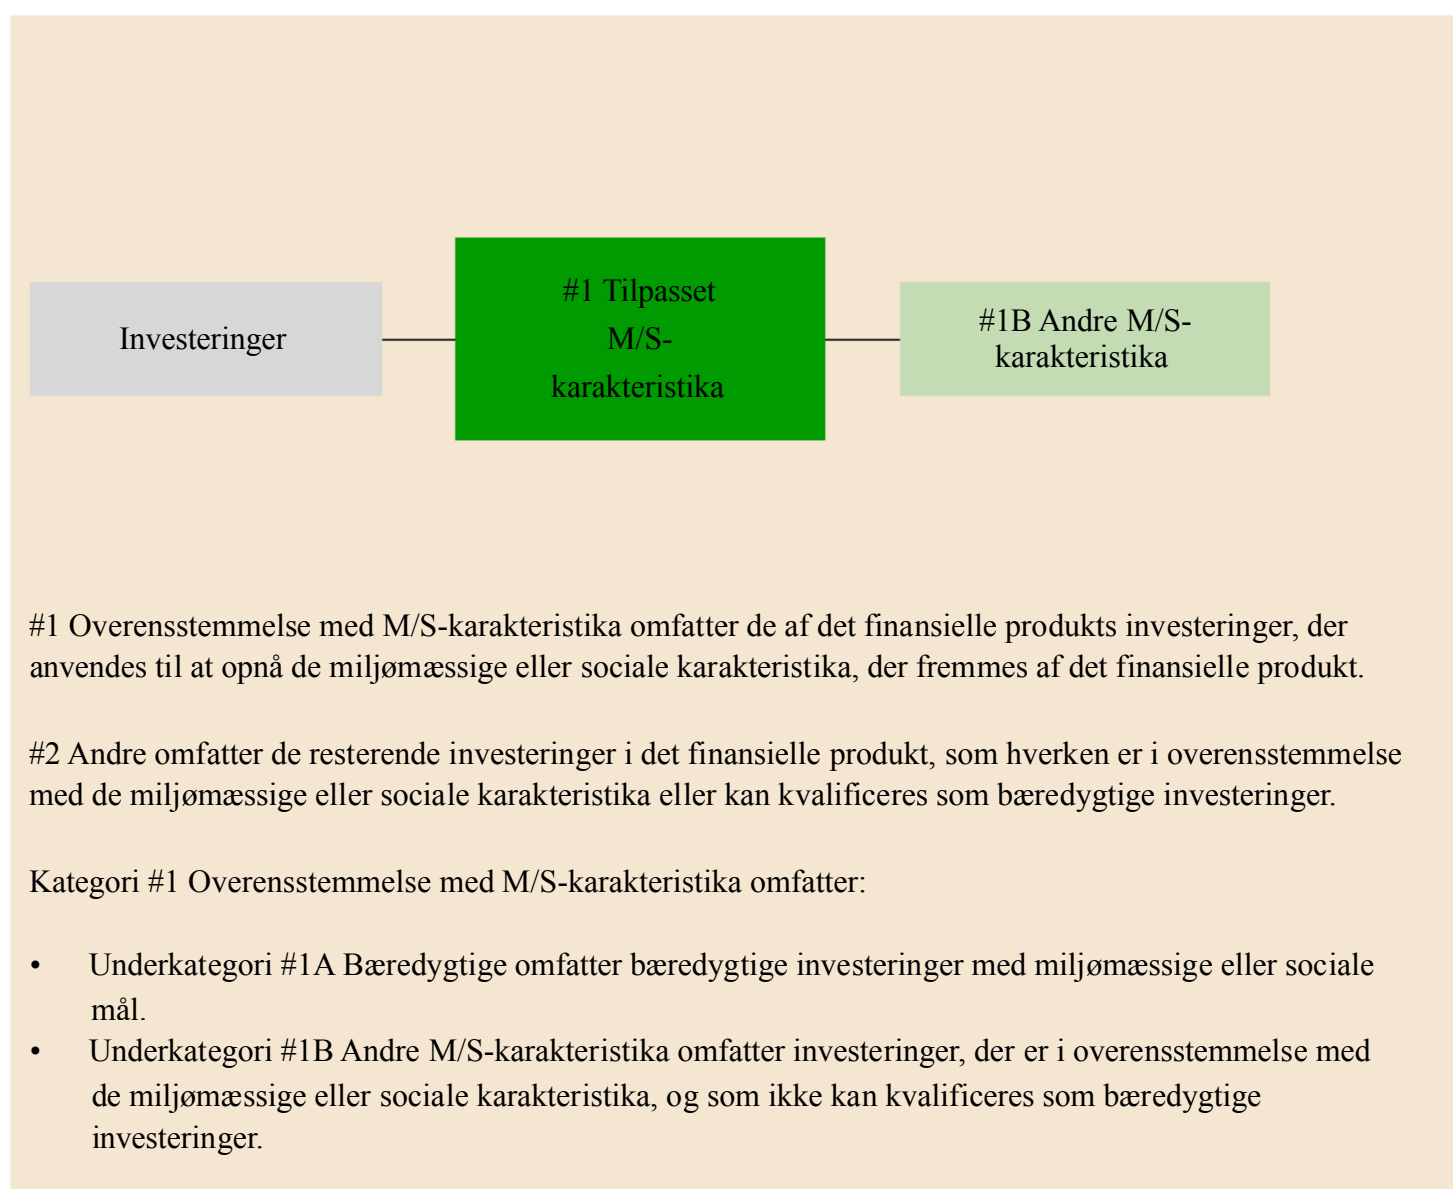 Investeringer
#1 Tilpasset
M/S-
karakteristika
#1B Andre M/S-
karakteristika
#1 Overensstemmelse med M/S-karakteristika omfatter de af det finansielle produkts investeringer, der
anvendes til at opnå de miljømæssige eller sociale karakteristika, der fremmes af det finansielle produkt.
#2 Andre omfatter de resterende investeringer i det finansielle produkt, som hverken er i overensstemmelse
med de miljømæssige eller sociale karakteristika eller kan kvalificeres som bæredygtige investeringer.
Kategori #1 Overensstemmelse med M/S-karakteristika omfatter:
• Underkategori #1A Bæredygtige omfatter bæredygtige investeringer med miljømæssige eller sociale
mål.
• Underkategori #1B Andre M/S-karakteristika omfatter investeringer, der er i overensstemmelse med
de miljømæssige eller sociale karakteristika, og som ikke kan kvalificeres som bæredygtige
investeringer.